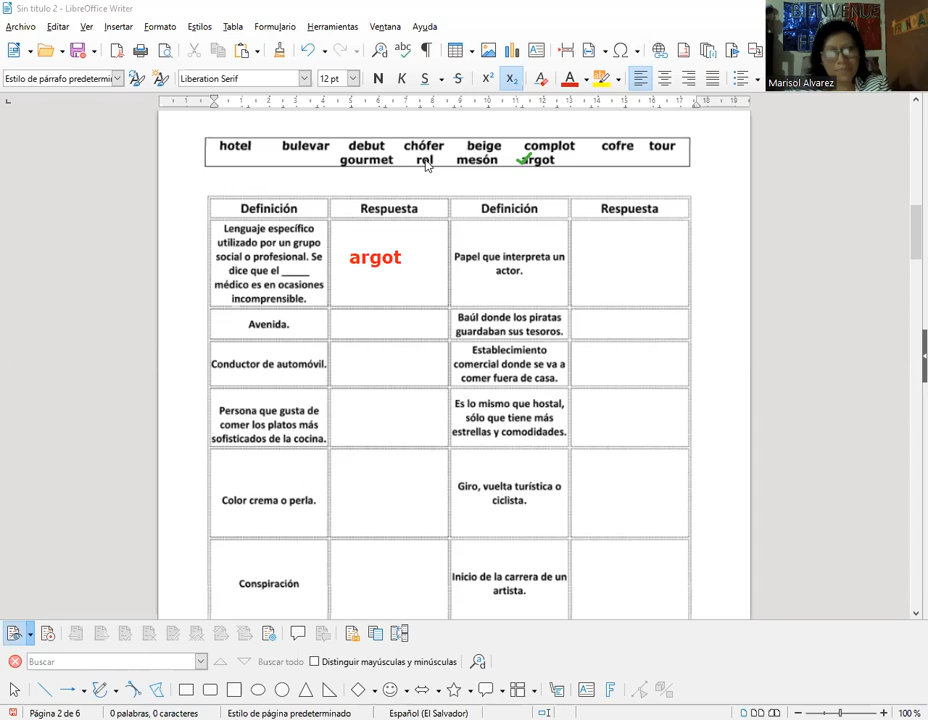 Sin título 2 - LibreOffice Writer
Archivo Editar Ver Insertar Formato Estilos Tabla Formulario Herramientas Ventana Ayuda
Estilo de párrafo predetermin Liberation Serif 12 pt N K S S
Marisol Alvarez
hotel bulevar debut chófer beige complot cofre tour
gourmet rol mesón argot
Definición Respuesta Definición Respuesta
Lenguaje específico
utilizado por un grupo
social o profesional. Se
dice que el _____
médico es en ocasiones
incomprensible.
argot
Papel que interpreta un
actor.
Avenida.
Baúl donde los piratas
guardaban sus tesoros.
Conductor de automóvil.
Establecimiento
comercial donde se va a
comer fuera de casa.
Persona que gusta de
comer los platos más
sofisticados de la cocina.
Es lo mismo que hostal,
sólo que tiene más
estrellas y comodidades.
Color crema o perla.
Giro, vuelta turística o
ciclista.
Conspiración
Inicio de la carrera de un
artista.
Buscar Buscar todo Distinguir mayúsculas y minúsculas
Página 2 de 6 0 palabras, 0 caracteres Estilo de página predeterminado Español (El Salvador) 100 %